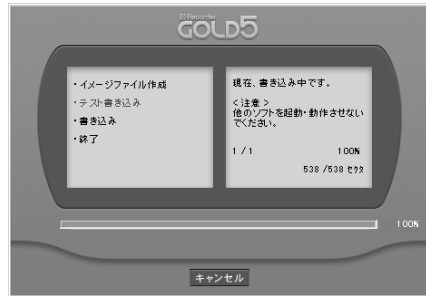 B's Recorder
GOLD5
・イメージファイル作成
・テスト書き込み
・書き込み
・終了
現在、書き込み中です。
＜注意＞
他のソフトを起動・動作させない
でください。
1 / 1 100%
538 /538 セクタ
100%
キャンセル